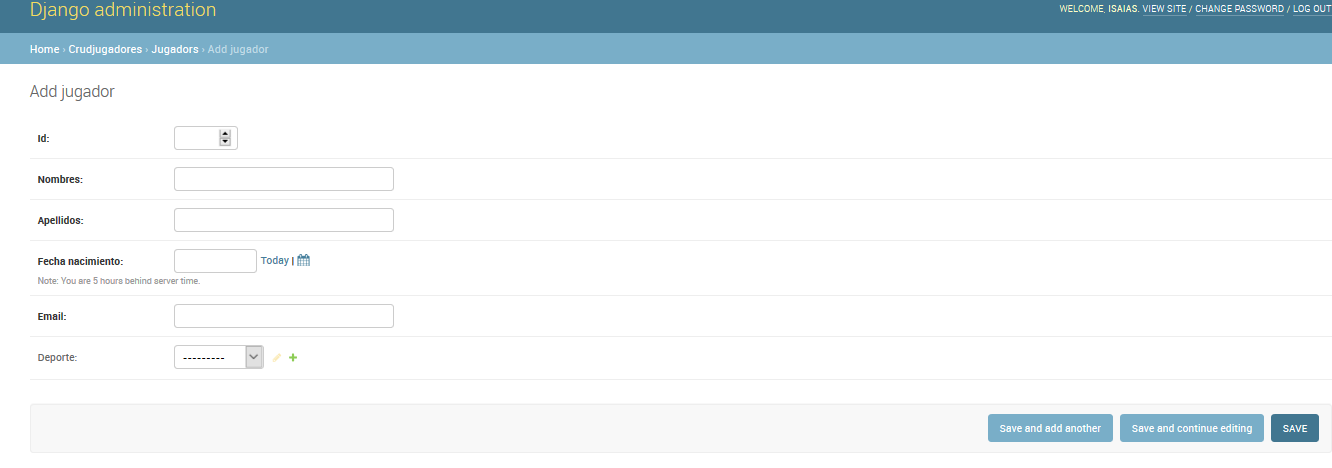 Django administration
WELCOME, ISAIAS. VIEW SITE / CHANGE PASSWORD / LOG OUT
Home › Crudjugadores › Jugadors › Add jugador
Add jugador
Id:
Nombres:
Apellidos:
Fecha nacimiento: Today |
Note: You are 5 hours behind server time.
Email:
Deporte: ---------
Save and add another Save and continue editing SAVE